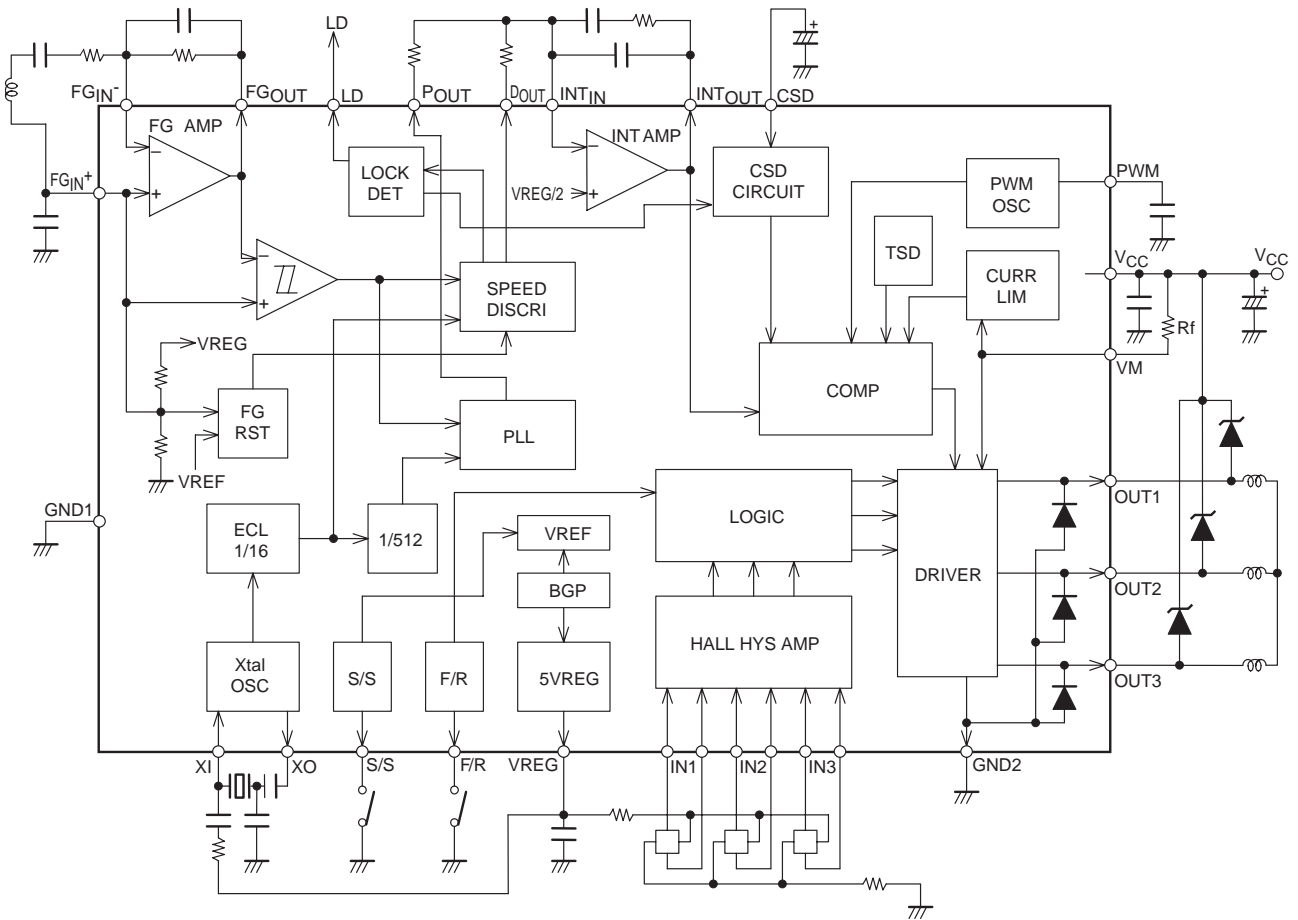 LD
FGIN-
FGOUT
LD
POUT
DOUT
INTIN
INTOUT
CSD
FG AMP
INT AMP
LOCK
DET
CSD
CIRCUIT
PWM
OSC
PWM
FGIN+
VREG/2
TSD
CURR
LIM
VCC
VCC
SPEED
DISCRI
Rf
VREG
VM
COMP
FG
RST
PLL
VREF
GND1
ECL
1/16
1/512
VREF
LOGIC
OUT1
BGP
DRIVER
OUT2
Xtal
OSC
S/S
F/R
5VREG
HALL HYS AMP
OUT3
XI
XO
S/S
F/R
VREG
IN1
IN2
IN3
GND2